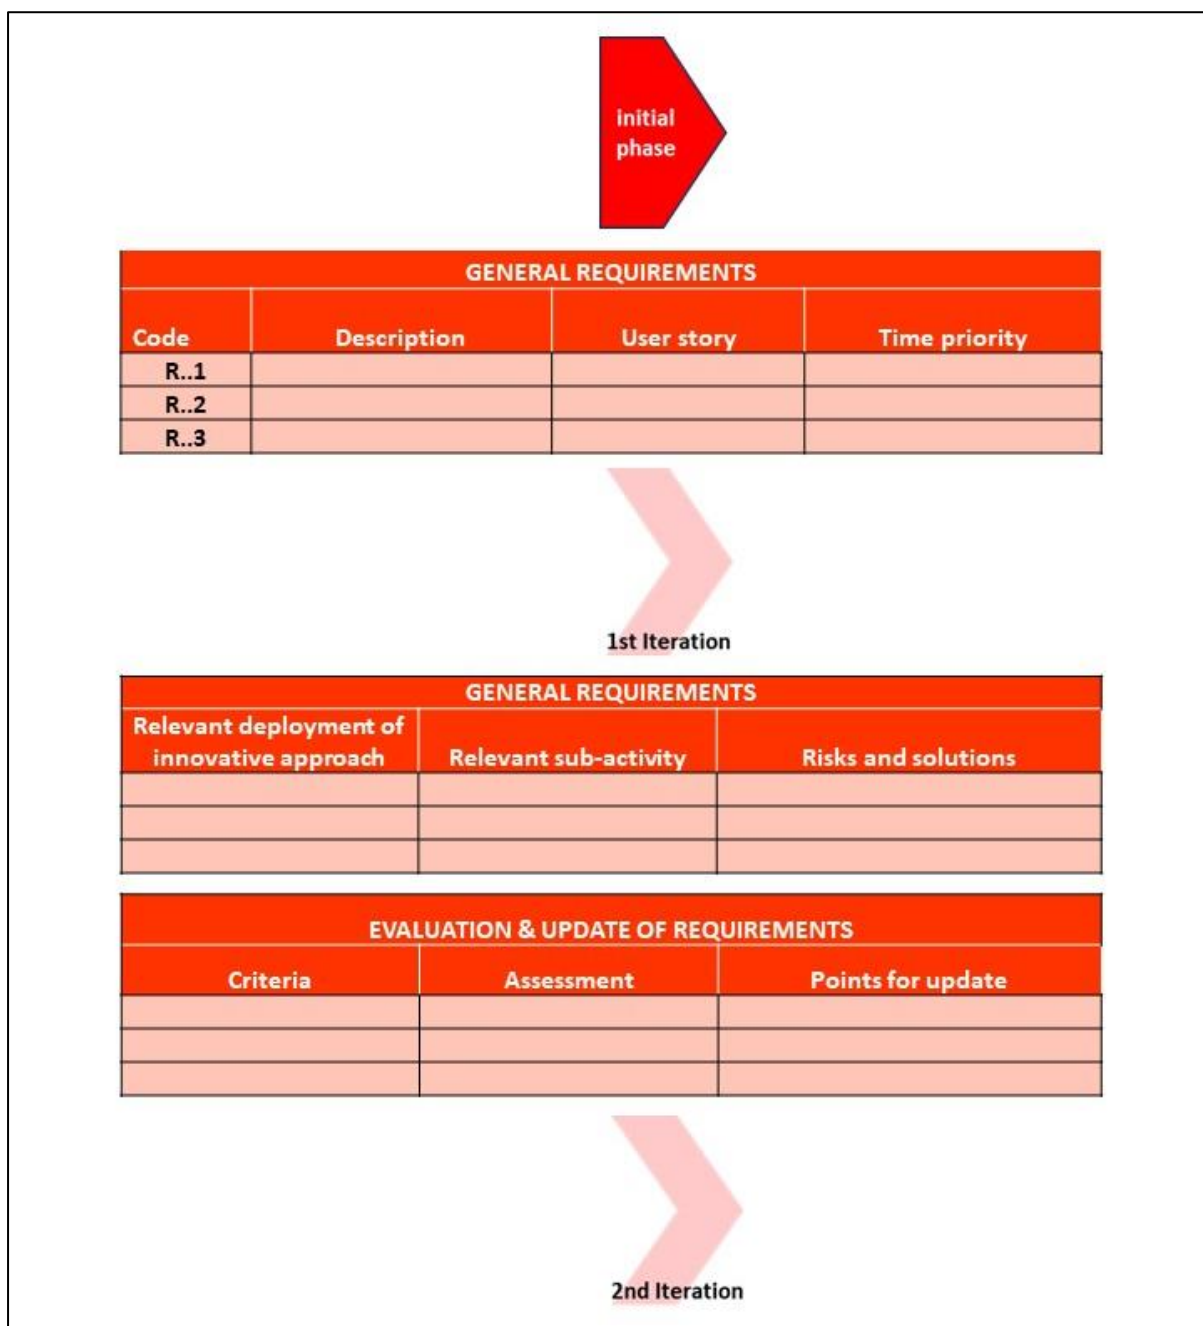 initial
phase
GENERAL REQUIREMENTS
Code Description User story Time priority
R..1
R..2
R..3
1st Iteration
GENERAL REQUIREMENTS
Relevant deployment of
innovative approach Relevant sub-activity Risks and solutions
EVALUATION & UPDATE OF REQUIREMENTS
Criteria Assessment Points for update
2nd Iteration